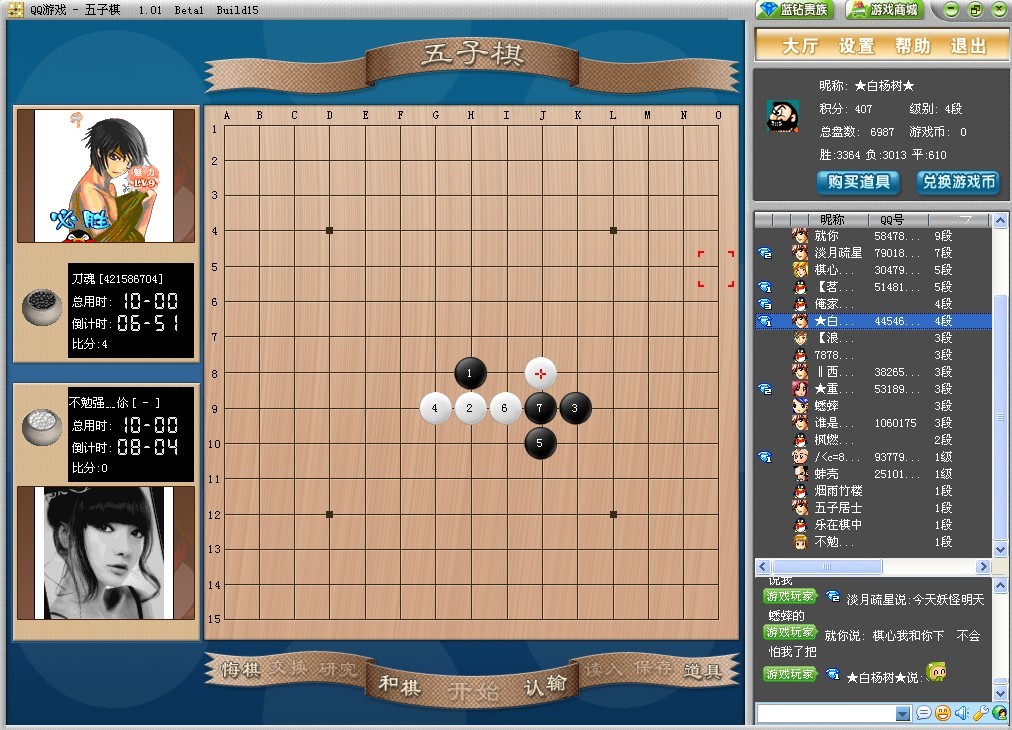 QQ游戏 - 五子棋 1.01 Beta1 Build15
蓝钻贵族 游戏商城
大厅 设置 帮助 退出
五子棋
昵称: ★白杨树★
积分: 407 级别: 4段
总盘数: 6987 游戏币: 0
胜:3364 负:3013 平:610
购买道具 兑换游戏币
魅力
LV9
必胜
刀魂 [421586704]
总用时: 10-00
倒计时: 06-51
比分:4
不勉强__你 [ - ]
总用时: 10-00
倒计时: 08-04
比分:0
A B C D E F G H I J K L M N O
1
2
3
4
5
6
7
8
9
10
11
12
13
14
15
1
4 2 6 7 3
5
悔棋 交换 研究 和棋 开始 认输 读入 保存 道具
昵称 QQ号
就你 58478... 9段
淡月疏星 79018... 7段
棋心... 30479... 5段
【茗... 51481... 5段
俺家... 4段
★白... 44546... 4段
【浪... 3段
7878... 3段
‖西... 38265... 3段
★重... 53189... 3段
蟋蟀 3段
谁是... 1060175 3段
枫燃... 2段
/<c=8... 93779... 1级
蚌壳 25101... 1级
烟雨竹楼 1段
五子居士 1段
乐在棋中 1段
不勉... 1段
说我
游戏玩家 淡月疏星说:今天妖怪明天
蟋蟀的
游戏玩家 就你说: 棋心我和你下 不会
怕我了把
游戏玩家 ★白杨树★说: